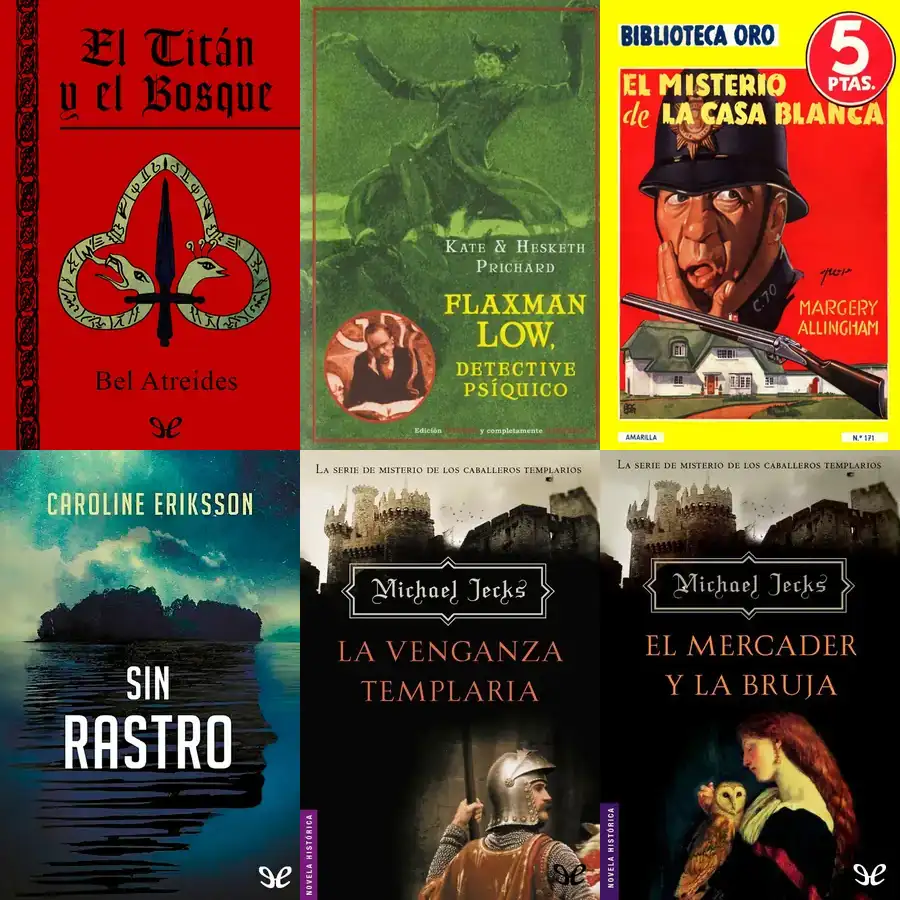 El Titán
y el Bosque
Bel Atreides
KATE & HESKETH
PRICHARD
FLAXMAN
LOW,
DETECTIVE
PSÍQUICO
Edición
y completamente
BIBLIOTECA ORO
5
PTAS.
EL MISTERIO
de LA CASA BLANCA
por
MARGERY
ALLINGHAM
C.70
AMARILLA
N.º 171
CAROLINE ERIKSSON
SIN
RASTRO
LA SERIE DE MISTERIO DE LOS CABALLEROS TEMPLARIOS
Michael Jecks
LA VENGANZA
TEMPLARIA
NOVELA HISTÓRICA
LA SERIE DE MISTERIO DE LOS CABALLEROS TEMPLARIOS
Michael Jecks
EL MERCADER
Y LA BRUJA
NOVELA HISTÓRICA